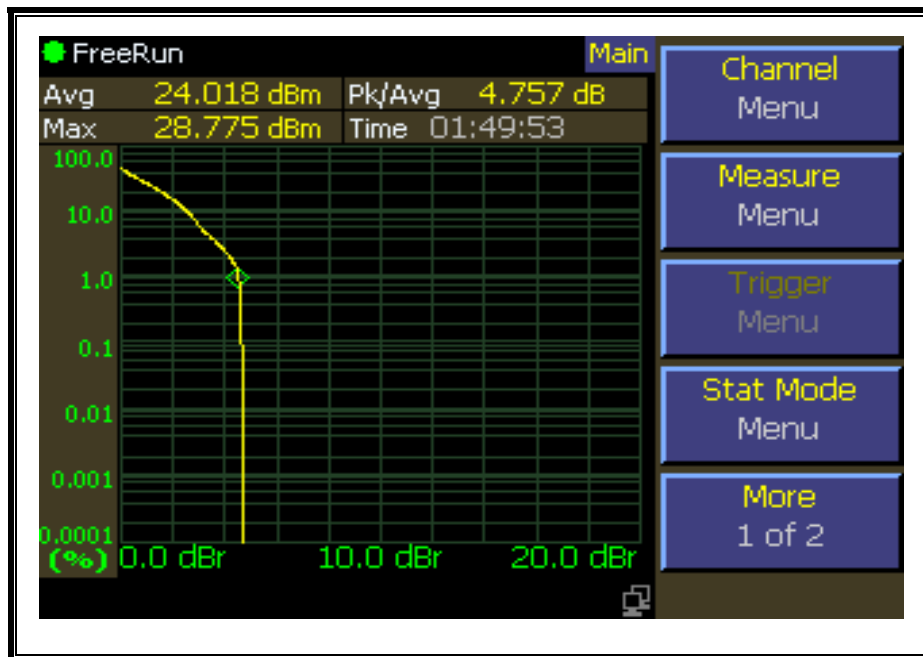 FreeRun Main
Avg 24.018 dBm Pk/Avg 4.757 dB
Max 28.775 dBm Time 01:49:53
100.0
10.0
1.0
0.1
0.01
0.001
0.0001
(%) 0.0 dBr 10.0 dBr 20.0 dBr
Channel
Menu
Measure
Menu
Trigger
Menu
Stat Mode
Menu
More
1 of 2